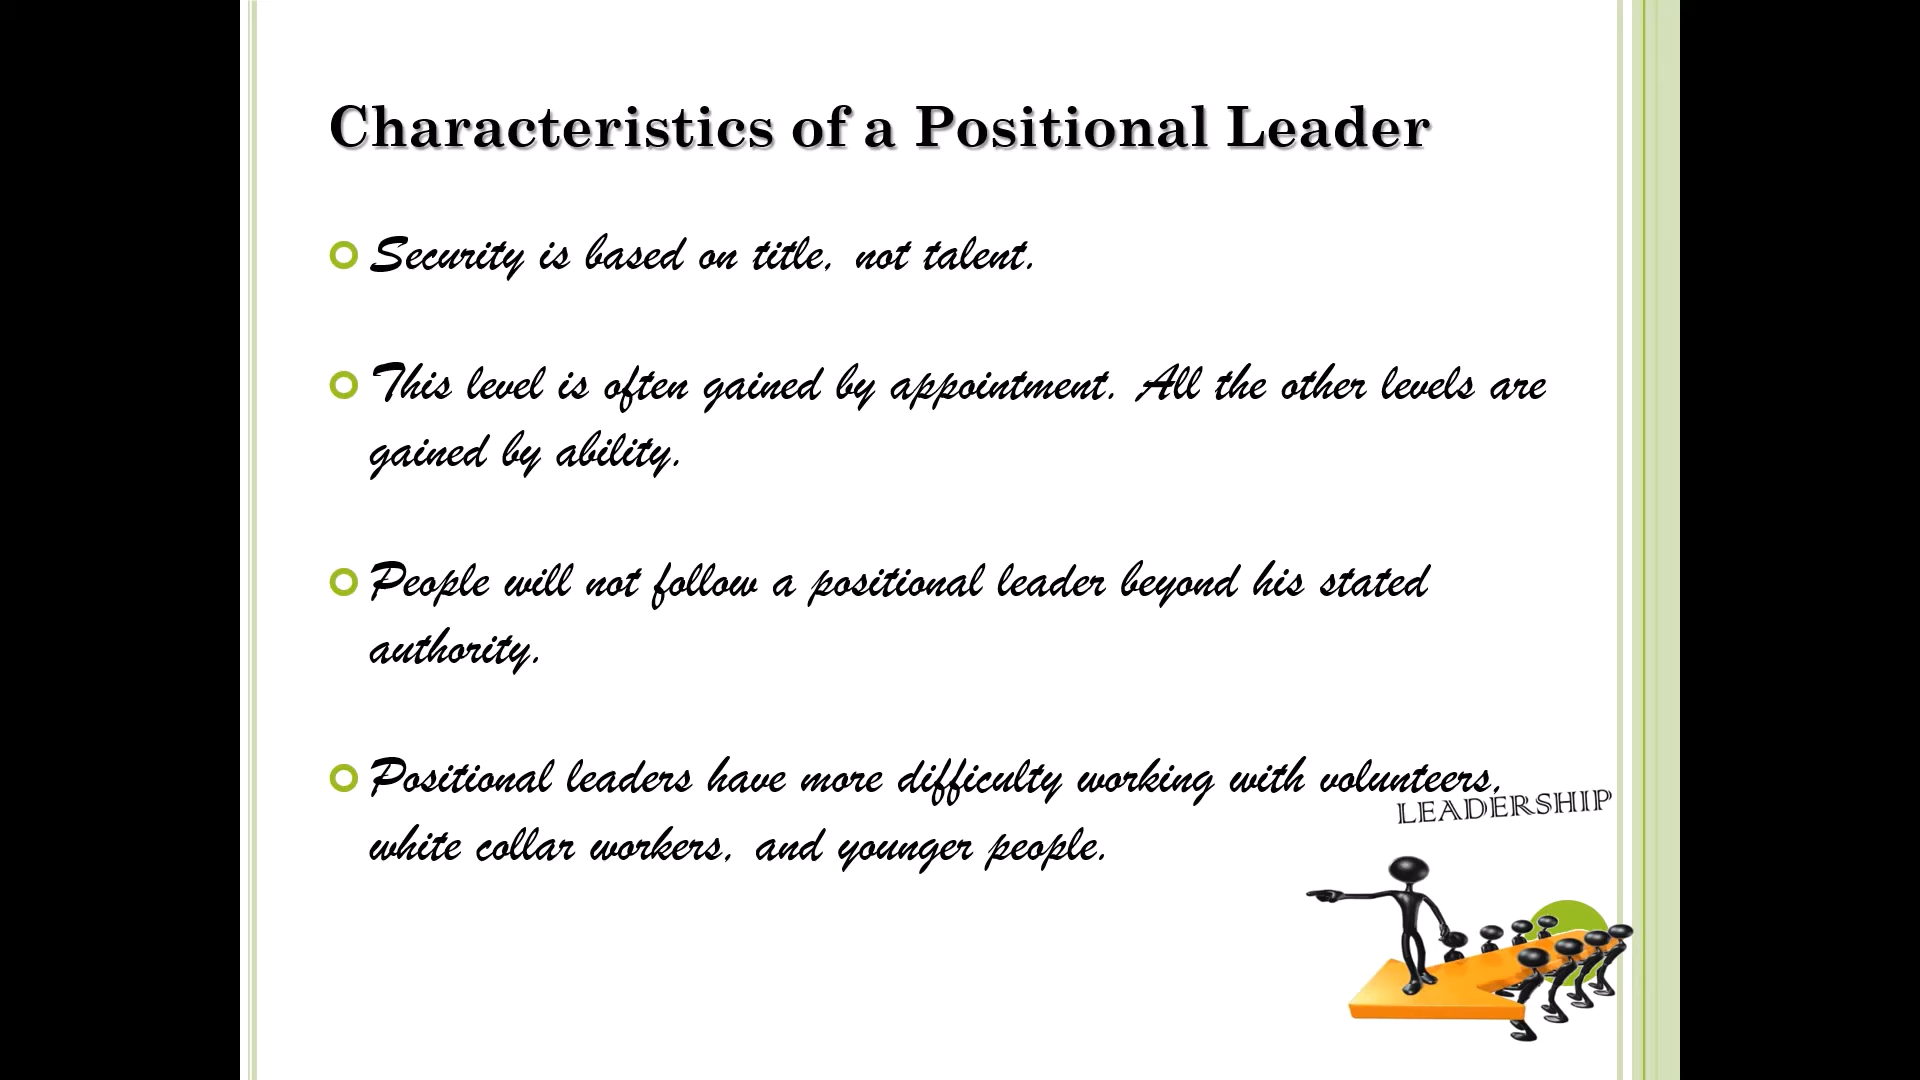 Characteristics of a Positional Leader
Security is based on title, not talent.
This level is often gained by appointment. All the other levels are
gained by ability.
People will not follow a positional leader beyond his stated
authority.
Positional leaders have more difficulty working with volunteers,
white collar workers, and younger people.
LEADERSHIP